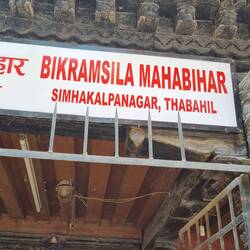 हार BIKRAMSILA MAHABIHAR
SIMHAKALPANAGAR, THABAHIL